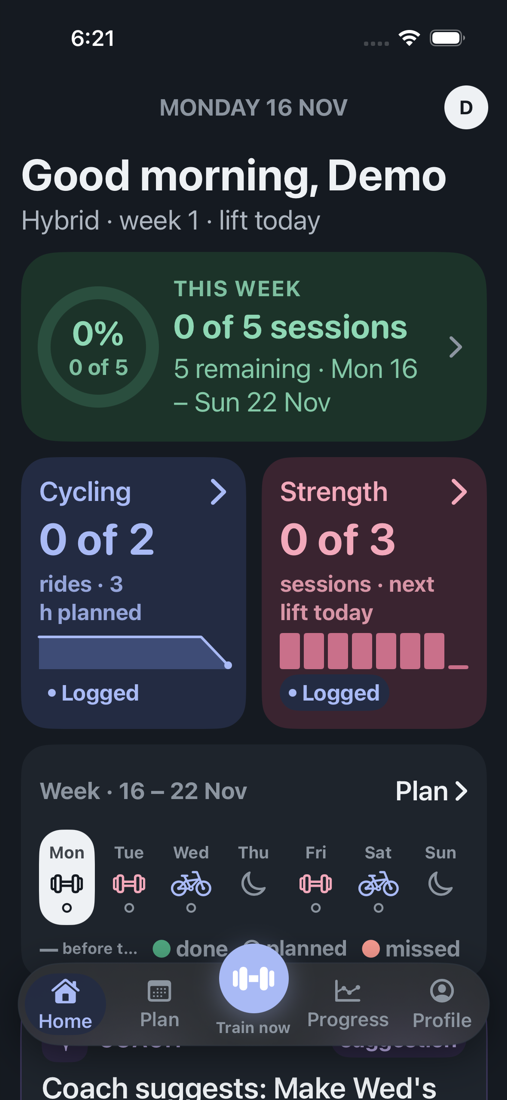 6:21
MONDAY 16 NOV
D
Good morning, Demo
Hybrid · week 1 · lift today
THIS WEEK
0%
0 of 5
0 of 5 sessions
5 remaining · Mon 16
– Sun 22 Nov
Cycling
0 of 2
rides · 3
h planned
• Logged
Strength
0 of 3
sessions · next
lift today
• Logged
Week · 16 – 22 Nov
Plan
Mon Tue Wed Thu Fri Sat Sun
— before t... done planned missed
Home
Plan
Train now
Progress
Profile
Coach suggests: Make Wed's